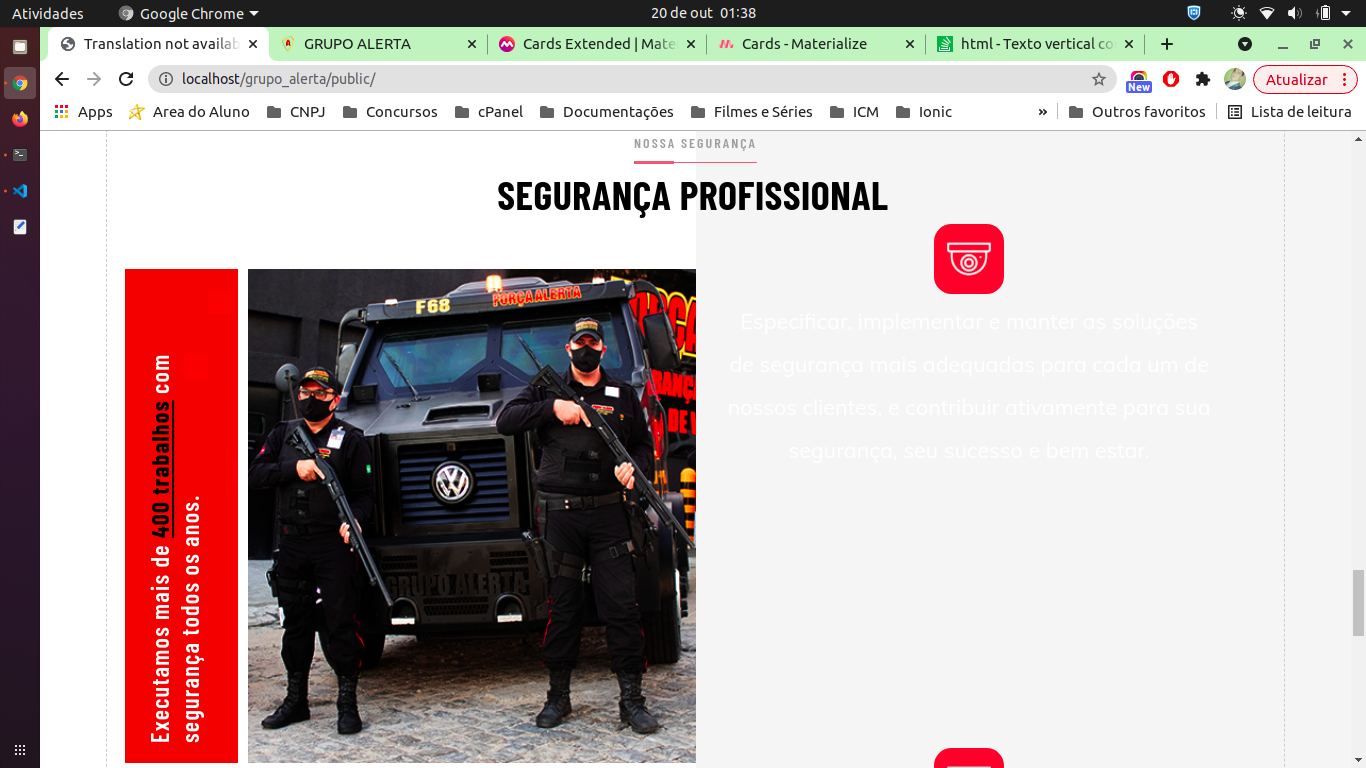 Atividades
Google Chrome
20 de out 01:38
Translation not availab
GRUPO ALERTA
Cards Extended | Mate
Cards - Materialize
html - Texto vertical co
localhost/grupo_alerta/public/
New
Atualizar
Apps
Area do Aluno
CNPJ
Concursos
cPanel
Documentações
Filmes e Séries
ICM
Ionic
»
Outros favoritos
Lista de leitura
NOSSA SEGURANÇA
SEGURANÇA PROFISSIONAL
Executamos mais de 400 trabalhos com
segurança todos os anos.
F68
FORÇA ALERTA
GRUPO ALERTA
Especificar, implementar e manter as soluções
de segurança mais adequadas para cada um de
nossos clientes, e contribuir ativamente para sua
segurança, seu sucesso e bem estar.